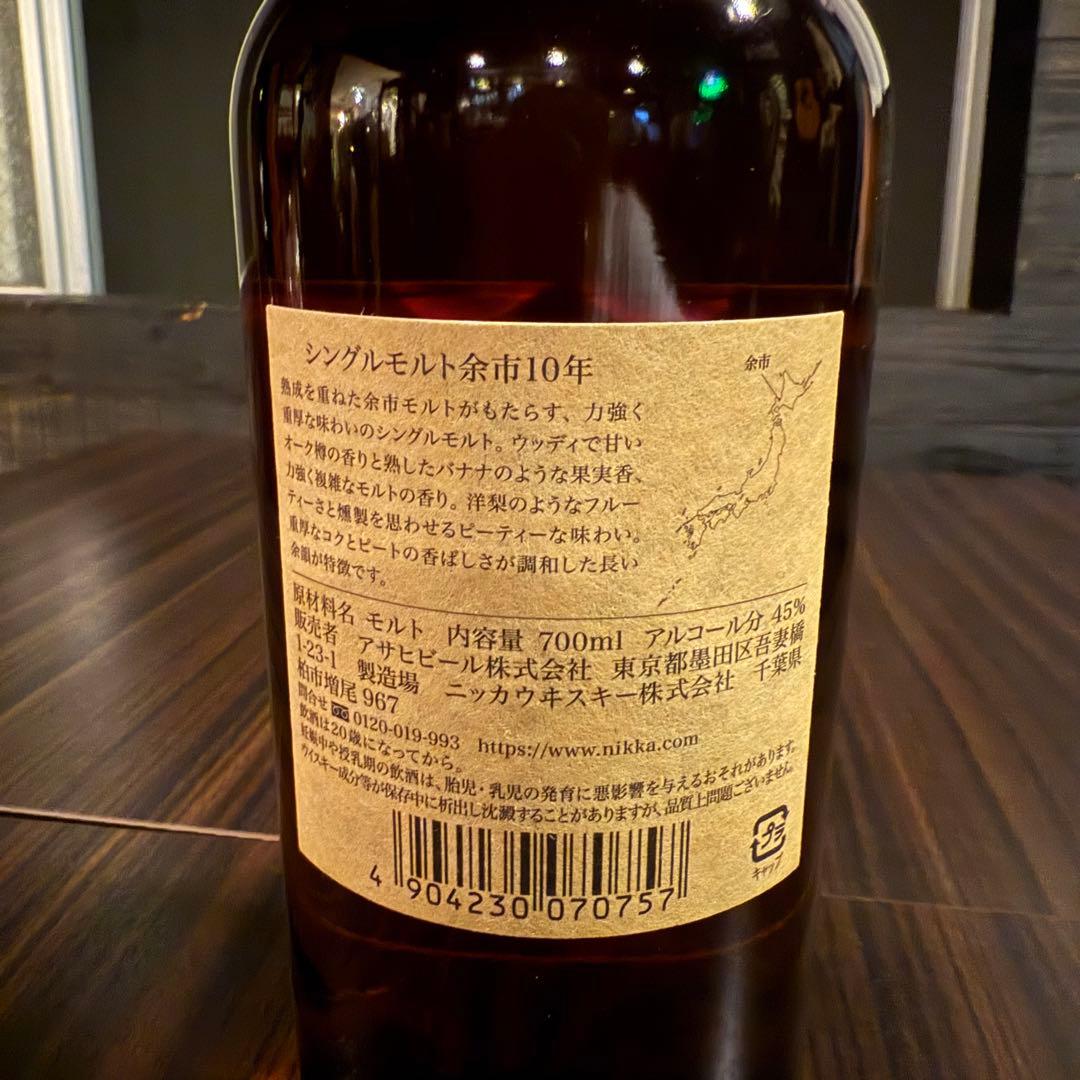 シングルモルト余市10年
余市
熟成を重ねた余市モルトがもたらす、力強く
重厚な味わいのシングルモルト。ウッディで甘い
オーク樽の香りと熟したバナナのような果実香、
力強く複雑なモルトの香り。洋梨のようなフルー
ティーさと燻製を思わせるピーティーな味わい。
重厚なコクとピートの香ばしさが調和した長い
余韻が特徴です。
原材料名 モルト 内容量 700ml アルコール分 45%
販売者 アサヒビール株式会社 東京都墨田区吾妻橋
1-23-1 製造場 ニッカウヰスキー株式会社 千葉県
柏市増尾 967
問合せ 0120-019-993 https://www.nikka.com
飲酒は20歳になってから。
妊娠中や授乳期の飲酒は、胎児・乳児の発育に悪影響を与えるおそれがあります。
ウイスキー成分等が保存中に析出し沈澱することがありますが、品質上問題ございません。
4 904230 070757
プラ
キャップ